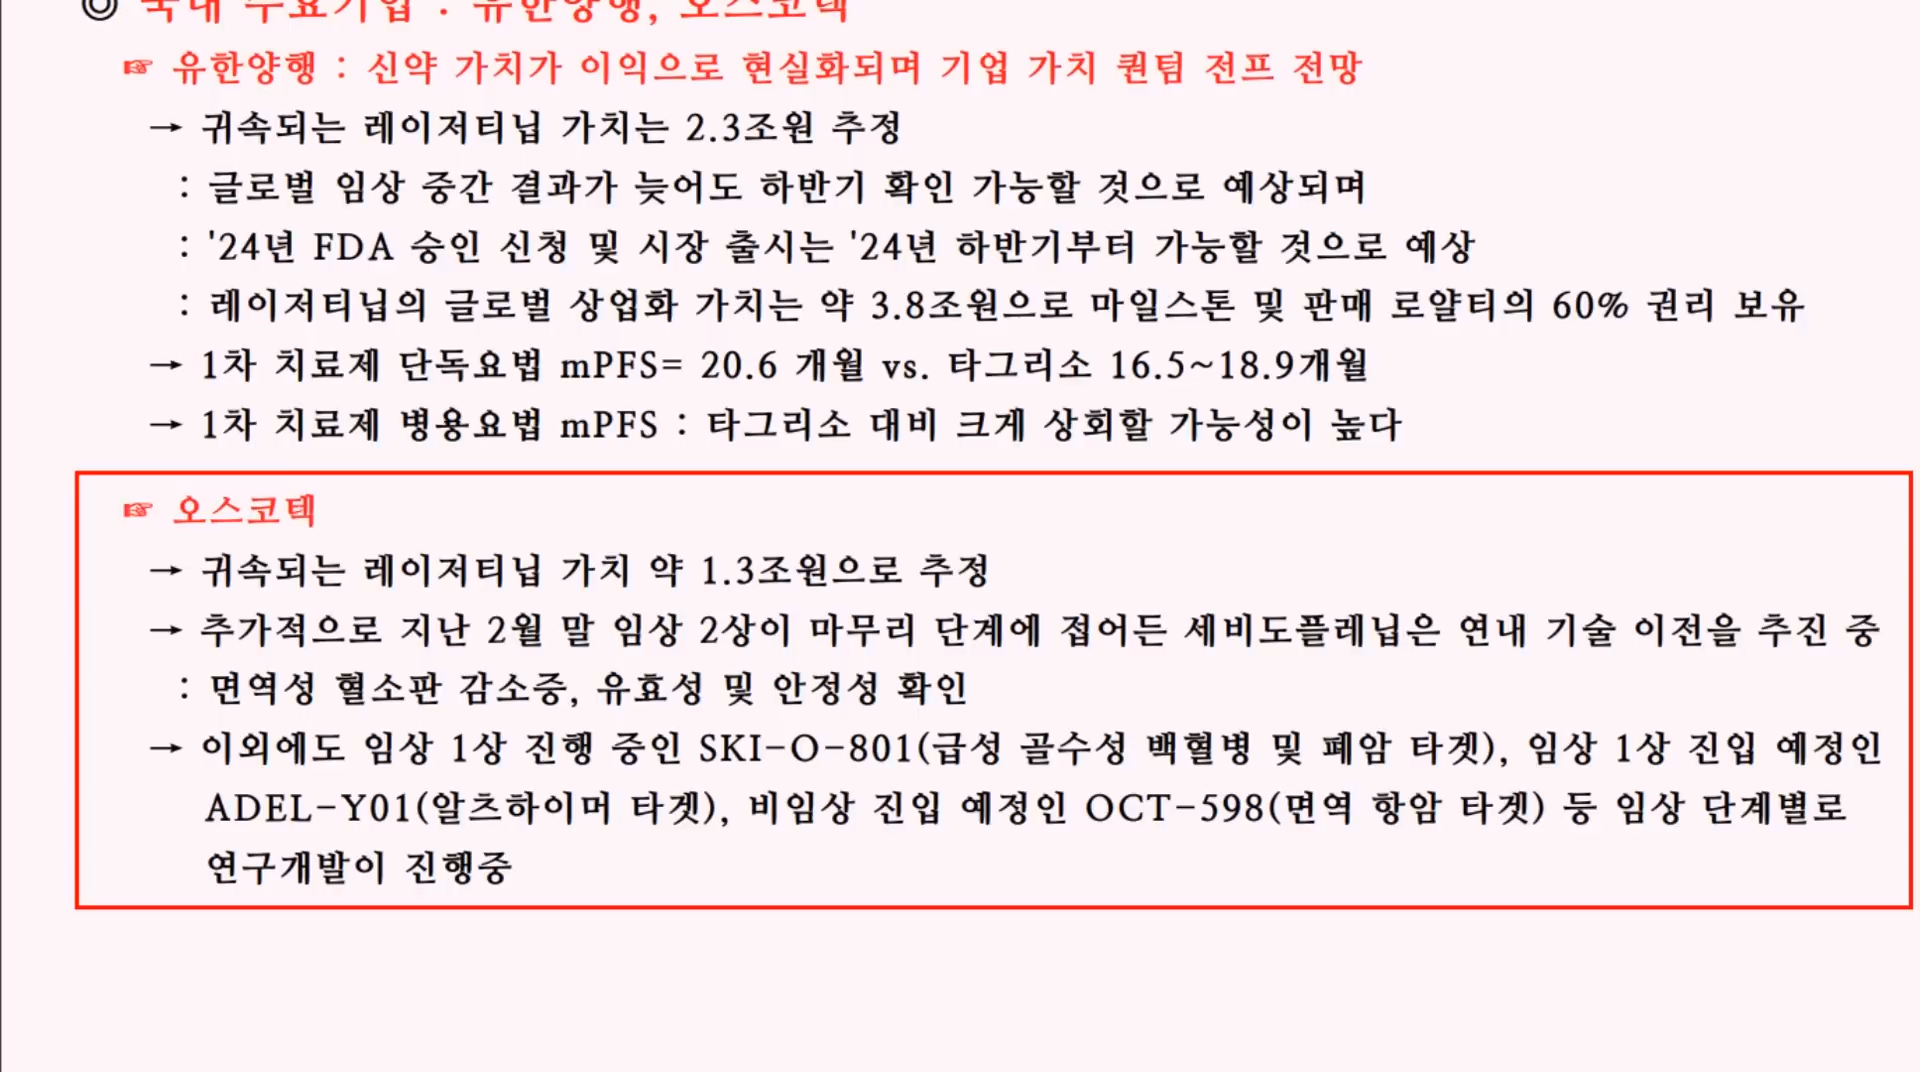 ◎ 국내 주요기업 : 유한양행, 오스코텍
☞ 유한양행 : 신약 가치가 이익으로 현실화되며 기업 가치 퀀텀 전프 전망
→ 귀속되는 레이저티닙 가치는 2.3조원 추정
: 글로벌 임상 중간 결과가 늦어도 하반기 확인 가능할 것으로 예상되며
: '24년 FDA 승인 신청 및 시장 출시는 '24년 하반기부터 가능할 것으로 예상
: 레이저티닙의 글로벌 상업화 가치는 약 3.8조원으로 마일스톤 및 판매 로얄티의 60% 권리 보유
→ 1차 치료제 단독요법 mPFS= 20.6 개월 vs. 타그리소 16.5~18.9개월
→ 1차 치료제 병용요법 mPFS : 타그리소 대비 크게 상회할 가능성이 높다
☞ 오스코텍
→ 귀속되는 레이저티닙 가치 약 1.3조원으로 추정
→ 추가적으로 지난 2월 말 임상 2상이 마무리 단계에 접어든 세비도플레닙은 연내 기술 이전을 추진 중
: 면역성 혈소판 감소중, 유효성 및 안정성 확인
→ 이외에도 임상 1상 진행 중인 SKI-O-801(급성 골수성 백혈병 및 폐암 타겟), 임상 1상 진입 예정인
ADEL-Y01(알츠하이머 타겟), 비임상 진입 예정인 OCT-598(면역 항암 타겟) 등 임상 단계별로
연구개발이 진행중